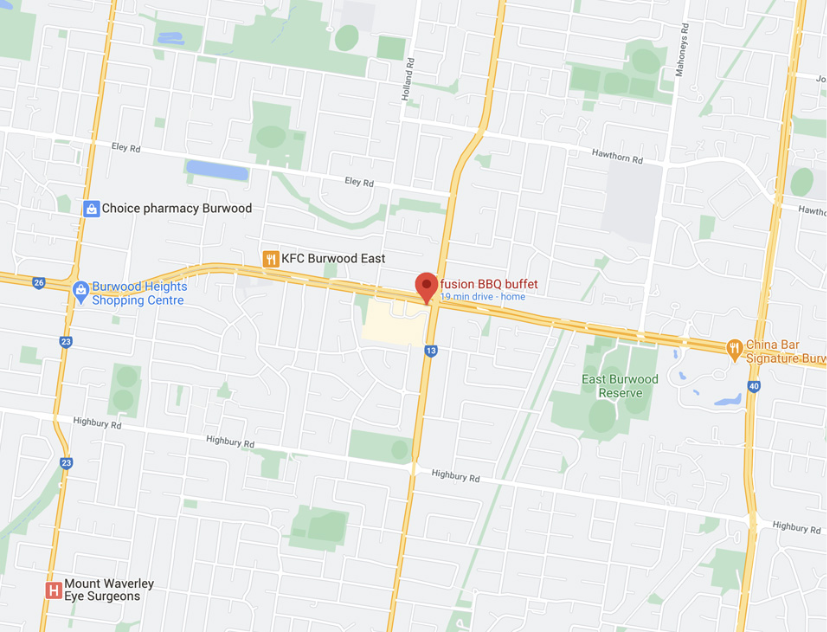 Holland Rd
Mahoneys Rd
Eley Rd
Hawthorn Rd
Eley Rd
Choice pharmacy Burwood
KFC Burwood East
26
Burwood Heights
Shopping Centre
fusion BBQ buffet
19 min drive - home
23
13
China Bar
Signature Burw
East Burwood
Reserve
40
Highbury Rd
Highbury Rd
23
Highbury Rd
Highbury Rd
Mount Waverley
Eye Surgeons
H
Hawtho
Jo